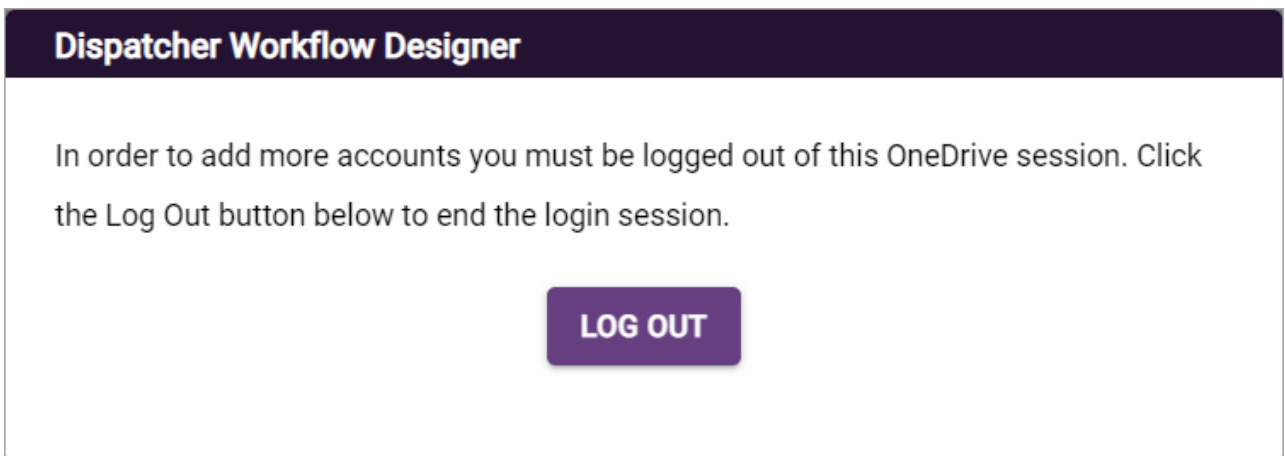 Dispatcher Workflow Designer
In order to add more accounts you must be logged out of this OneDrive session. Click
the Log Out button below to end the login session.
LOG OUT